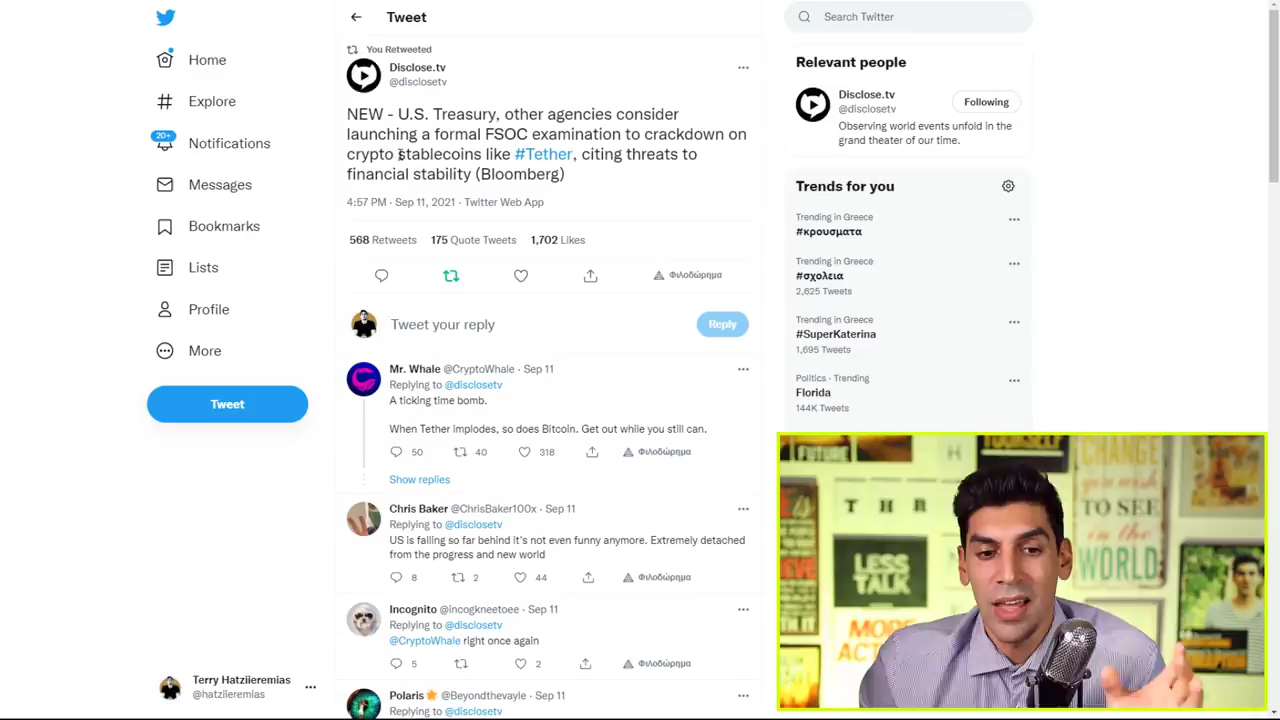 Tweet
Search Twitter
You Retweeted
Disclose.tv
@disclosetv
NEW - U.S. Treasury, other agencies consider
launching a formal FSOC examination to crackdown on
crypto stablecoins like #Tether, citing threats to
financial stability (Bloomberg)
4:57 PM · Sep 11, 2021 · Twitter Web App
568 Retweets 175 Quote Tweets 1,702 Likes
Φιλοδώρημα
Tweet your reply
Reply
Mr. Whale @CryptoWhale · Sep 11
Replying to @disclosetv
A ticking time bomb.
When Tether implodes, so does Bitcoin. Get out while you still can.
50 40 318 Φιλοδώρημα
Show replies
Chris Baker @ChrisBaker100x · Sep 11
Replying to @disclosetv
US is falling so far behind it's not even funny anymore. Extremely detached
from the progress and new world
8 2 44 Φιλοδώρημα
Incognito @incogkneetoee · Sep 11
Replying to @disclosetv
@CryptoWhale right once again
5 2 Φιλοδώρημα
Polaris @Beyondthevayle · Sep 11
Replying to @disclosetv
Home
Explore
20+
Notifications
Messages
Bookmarks
Lists
Profile
More
Tweet
Terry Hatziieremias
@hatziieremias
Relevant people
Disclose.tv
@disclosetv
Following
Observing world events unfold in the
grand theater of our time.
Trends for you
Trending in Greece
#κρουσματα
Trending in Greece
#σχολεια
2,625 Tweets
Trending in Greece
#SuperKaterina
1,695 Tweets
Politics · Trending
Florida
144K Tweets
FUTURE
YOURSELF
CHANGE
THE
TO SEE
WORLD
LESS
TALK
MORE